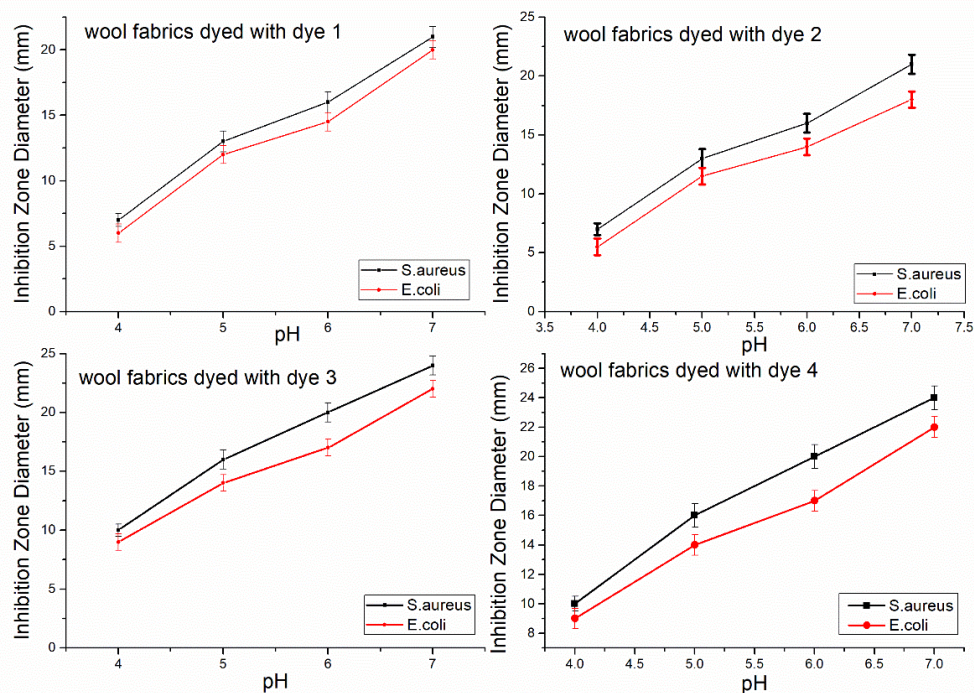 wool fabrics dyed with dye 1
Inhibition Zone Diameter (mm)
20
15
10
5
0
S.aureus
E.coli
4 5 6 7
pH
wool fabrics dyed with dye 2
Inhibition Zone Diameter (mm)
25
20
15
10
5
0
S.aureus
E.coli
3.5 4.0 4.5 5.0 5.5 6.0 6.5 7.0 7.5
pH
wool fabrics dyed with dye 3
Inhibition Zone Diameter (mm)
25
20
15
10
5
0
S.aureus
E.coli
4 5 6 7
pH
wool fabrics dyed with dye 4
Inhibition Zone Diameter (mm)
26
24
22
20
18
16
14
12
10
8
S.aureus
E.coli
4.0 4.5 5.0 5.5 6.0 6.5 7.0
pH